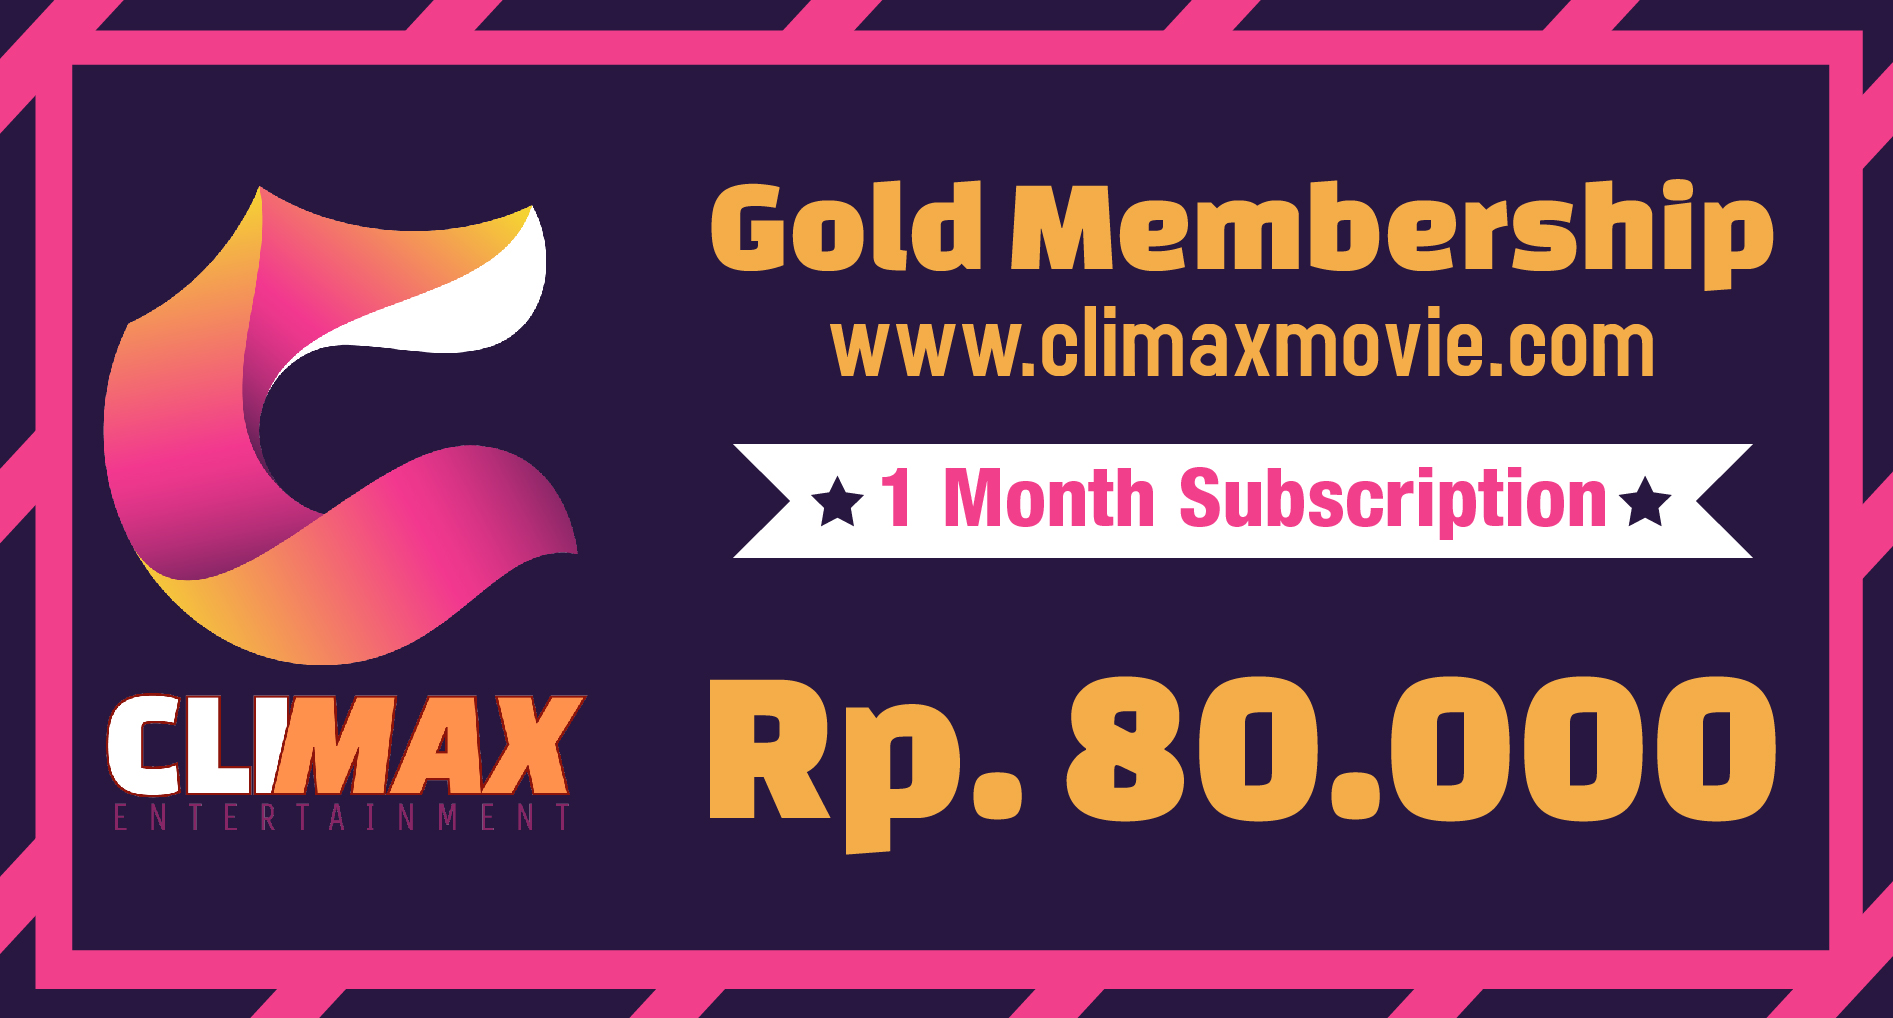 Gold Membership
www.climaxmovie.com
1 Month Subscription
Rp. 80.000
CLIMAX
ENTERTAINMENT